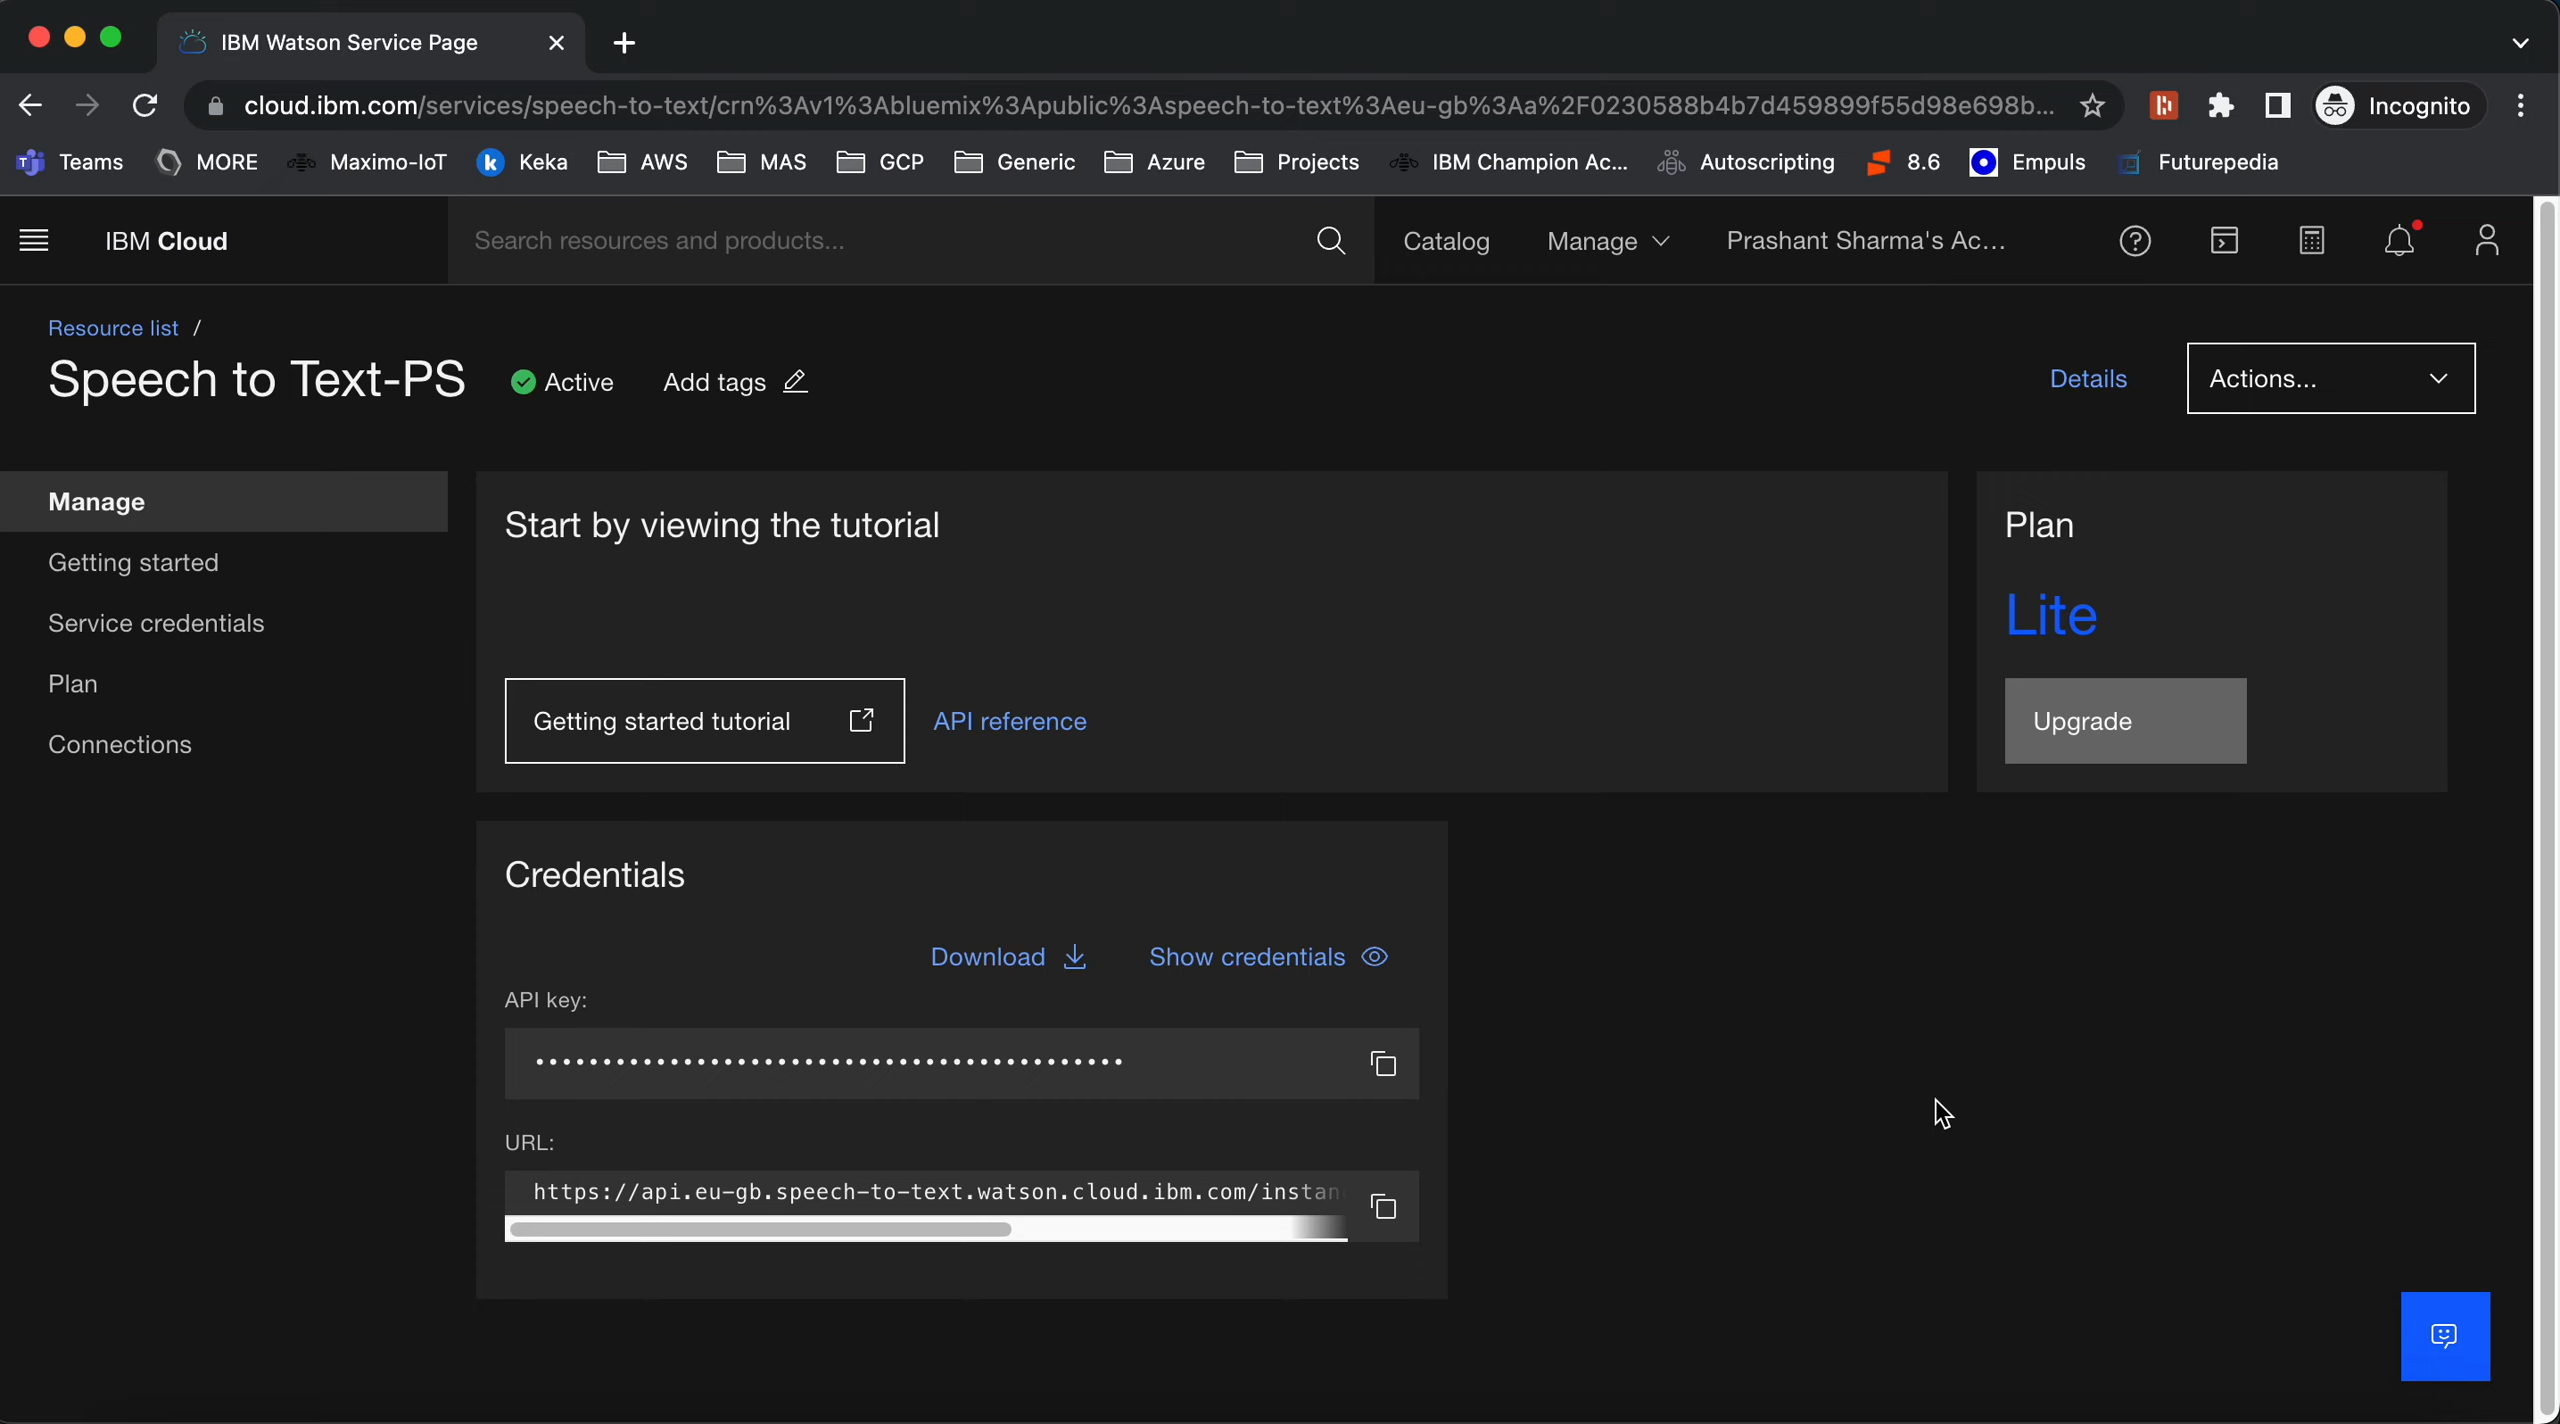 IBM Watson Service Page
cloud.ibm.com/services/speech-to-text/crn%3Av1%3Abluemix%3Apublic%3Aspeech-to-text%3Aeu-gb%3Aa%2F0230588b4b7d459899f55d98e698b... Incognito
Teams MORE Maximo-IoT Keka AWS MAS GCP Generic Azure Projects IBM Champion Ac... Autoscripting 8.6 Empuls Futurepedia
IBM Cloud Search resources and products... Catalog Manage Prashant Sharma's Ac...
Resource list /
Speech to Text-PS Active Add tags Details Actions...
Manage
Getting started
Service credentials
Plan
Connections
Start by viewing the tutorial
Getting started tutorial API reference
Plan
Lite
Upgrade
Credentials
Download Show credentials
API key:
••••••••••••••••••••••••••••••••••••••••••••
URL:
https://api.eu-gb.speech-to-text.watson.cloud.ibm.com/instan